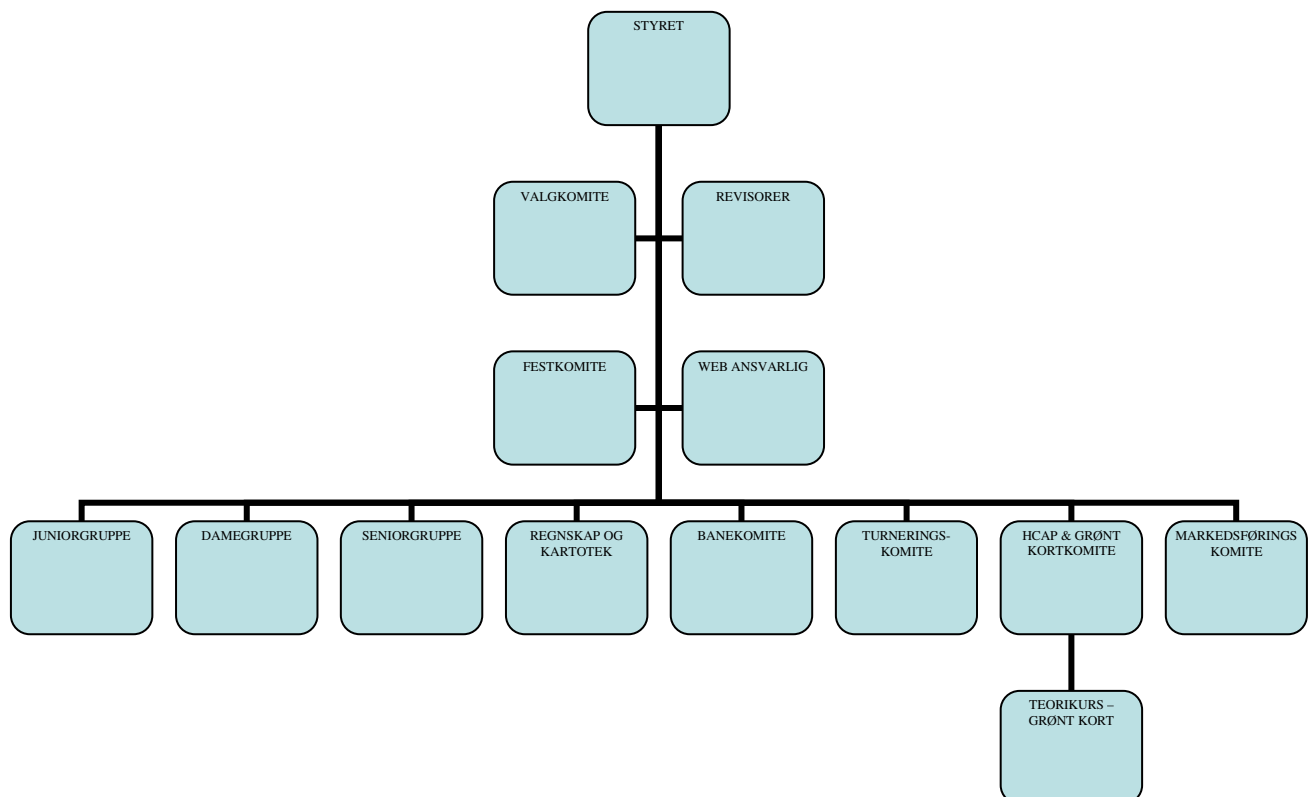 STYRET
VALGKOMITE
REVISORER
FESTKOMITE
WEB ANSVARLIG
JUNIORGRUPPE
DAMEGRUPPE
SENIORGRUPPE
REGNSKAP OG
KARTOTEK
BANEKOMITE
TURNERINGS-
KOMITE
HCAP & GRØNT
KORTKOMITE
MARKEDSFØRINGS
KOMITE
TEORIKURS –
GRØNT KORT